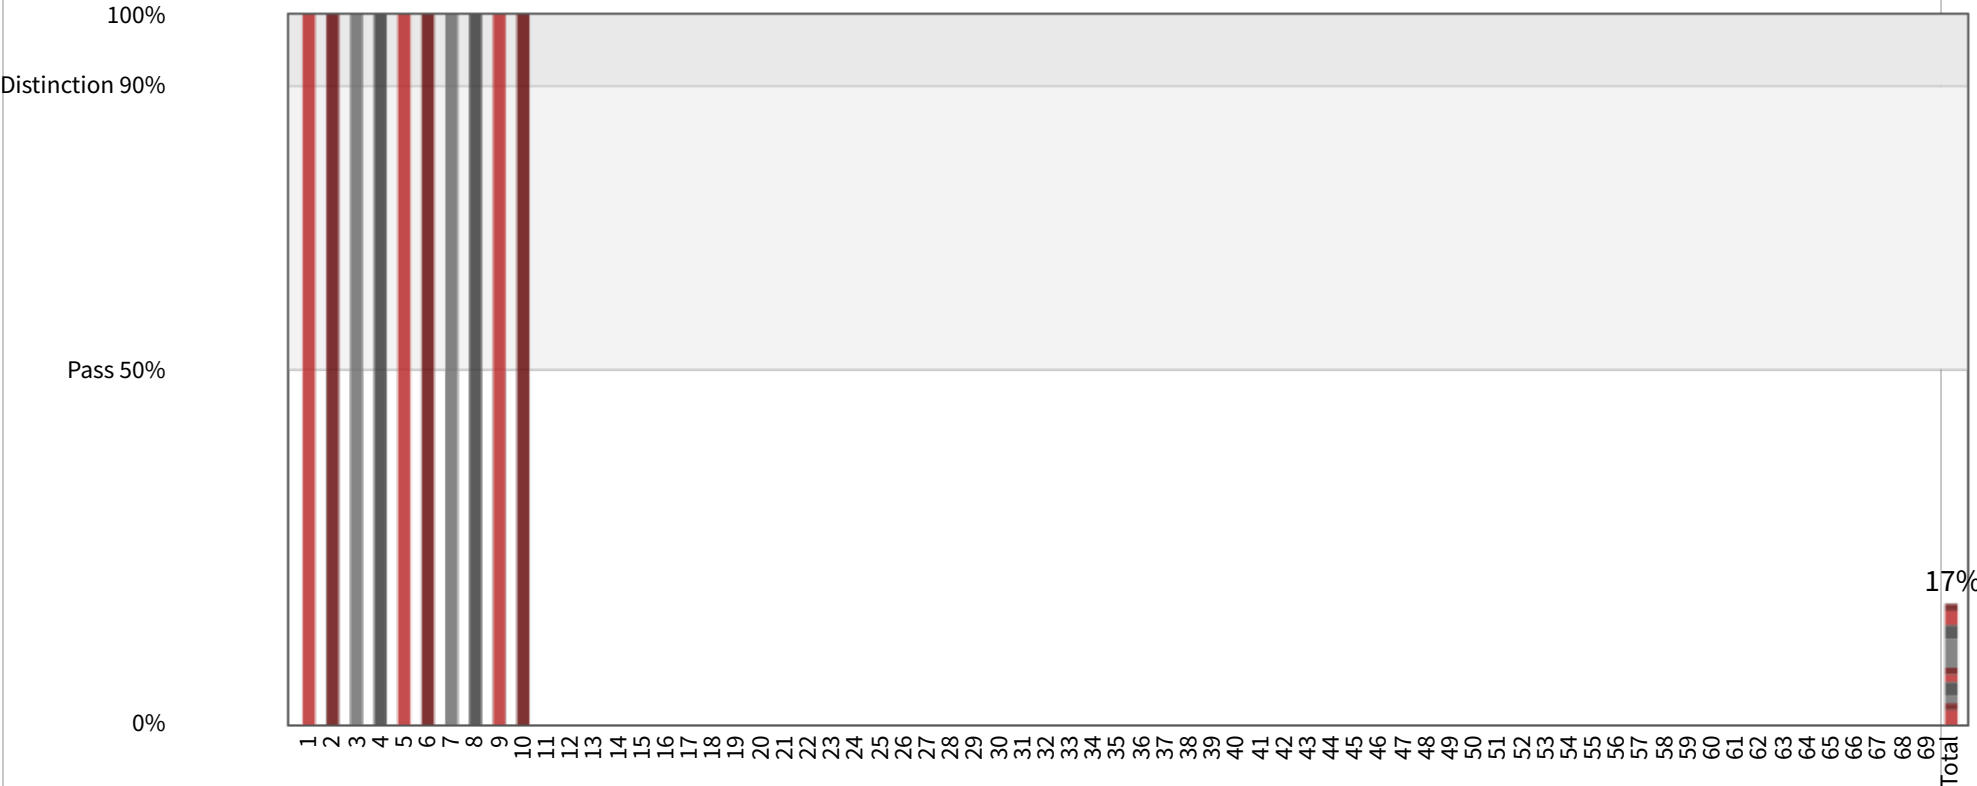 100%
Distinction 90%
Pass 50%
17%
0%
1 2 3 4 5 6 7 8 9 10 11 12 13 14 15 16 17 18 19 20 21 22 23 24 25 26 27 28 29 30 31 32 33 34 35 36 37 38 39 40 41 42 43 44 45 46 47 48 49 50 51 52 53 54 55 56 57 58 59 60 61 62 63 64 65 66 67 68 69 Total